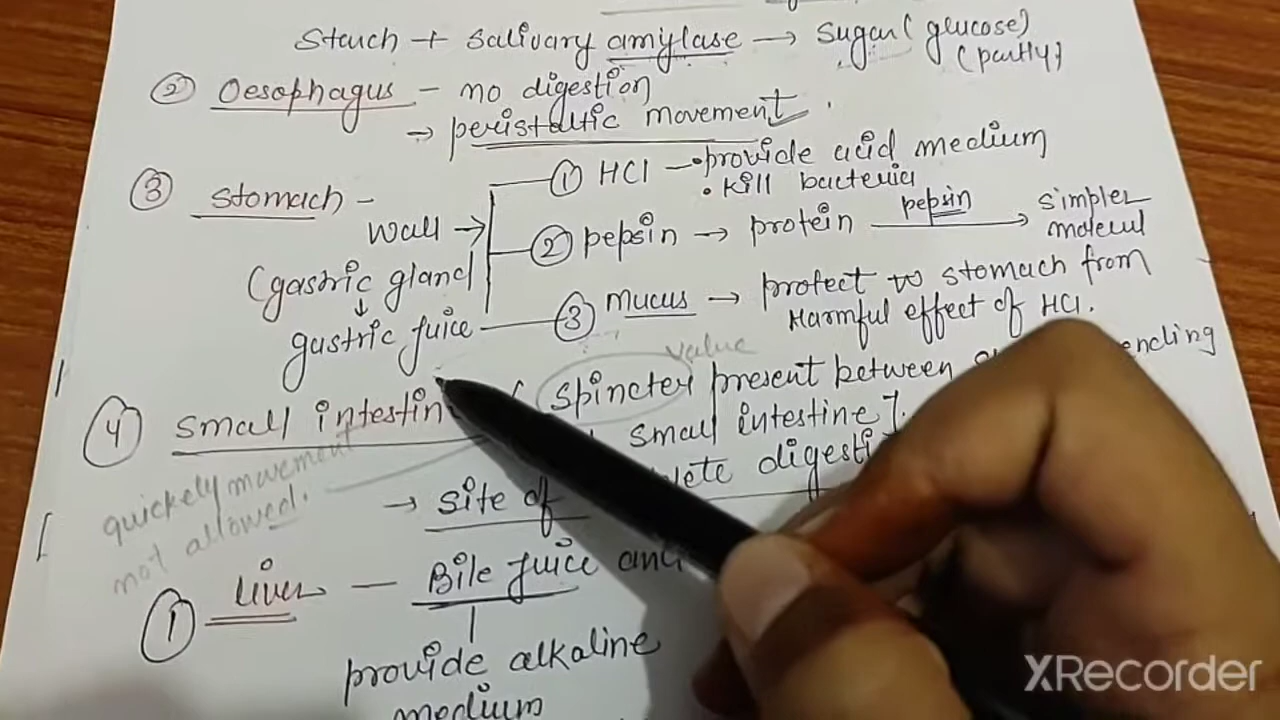 Starch + Salivary amylase → sugar (glucose)
(partly)
② Oesophagus - no digestion
→ peristaltic movement
③ stomach -
wall →
(gastric gland
↓
gastric juice
① HCl → • provide acid medium
• kill bacteria
② pepsin → protein pepsin → simpler
molecul
③ mucus → protect to stomach from
Harmful effect of HCl.
value
④ small intestin ( spincter present between
small intestine ].
→ site of digesti
quickely movement
not allowed.
① liver — Bile juice and
provide alkaline
medium
XRecorder